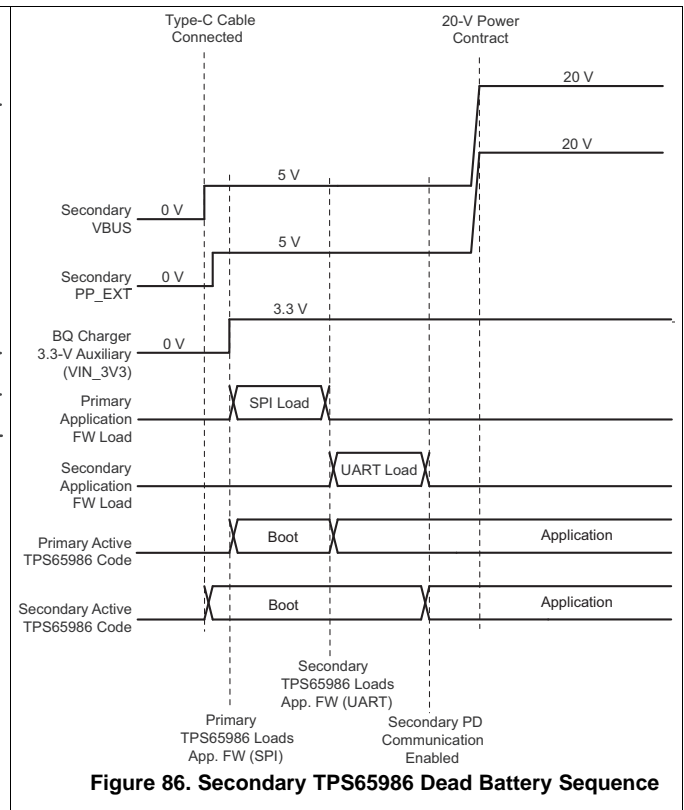 Type-C Cable
Connected
20-V Power
Contract
20 V
20 V
5 V
Secondary
VBUS
0 V
5 V
Secondary
PP_EXT
0 V
3.3 V
BQ Charger
3.3-V Auxiliary
(VIN_3V3)
0 V
Primary
Application
FW Load
SPI Load
Secondary
Application
FW Load
UART Load
Primary Active
TPS65986 Code
Boot
Application
Secondary Active
TPS65986 Code
Boot
Application
Secondary
TPS65986 Loads
App. FW (UART)
Primary
TPS65986 Loads
App. FW (SPI)
Secondary PD
Communication
Enabled
Figure 86. Secondary TPS65986 Dead Battery Sequence